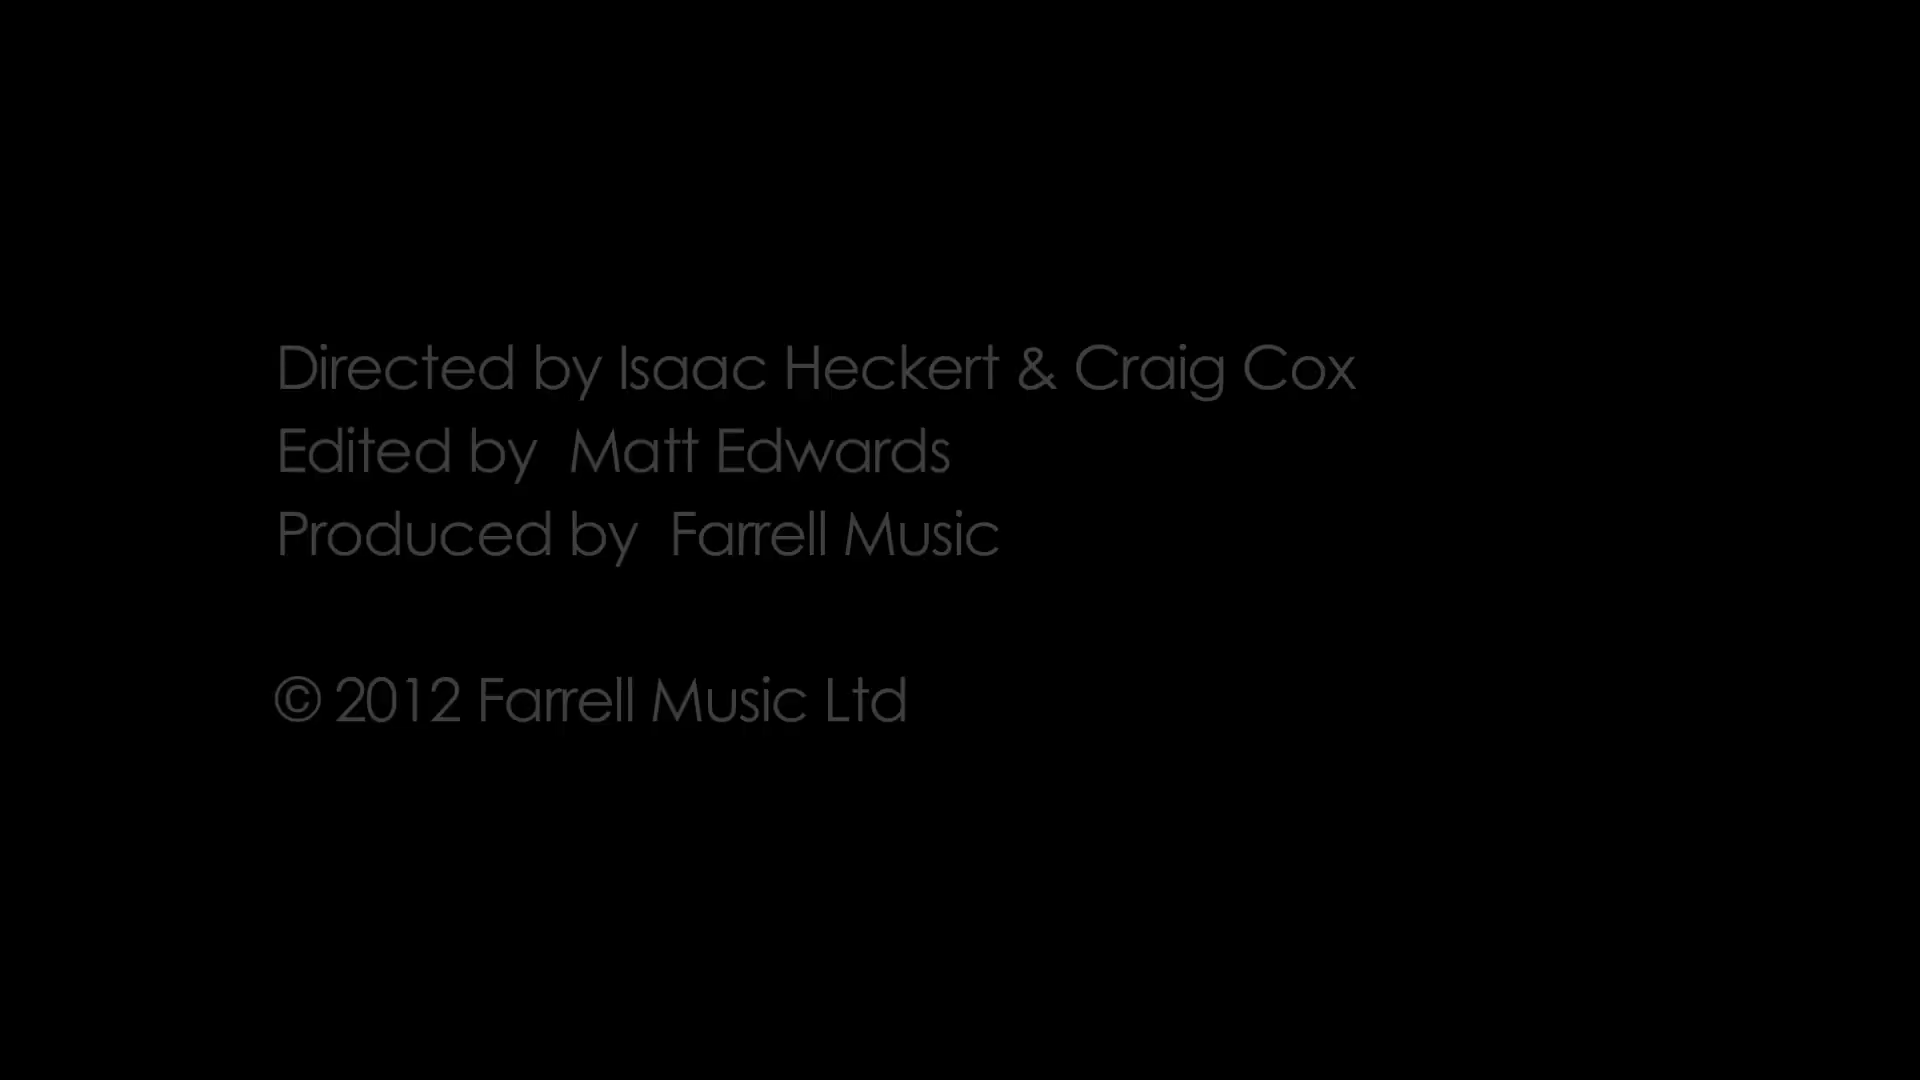 Directed by Isaac Heckert & Craig Cox
Edited by  Matt Edwards
Produced by  Farrell Music
© 2012 Farrell Music Ltd